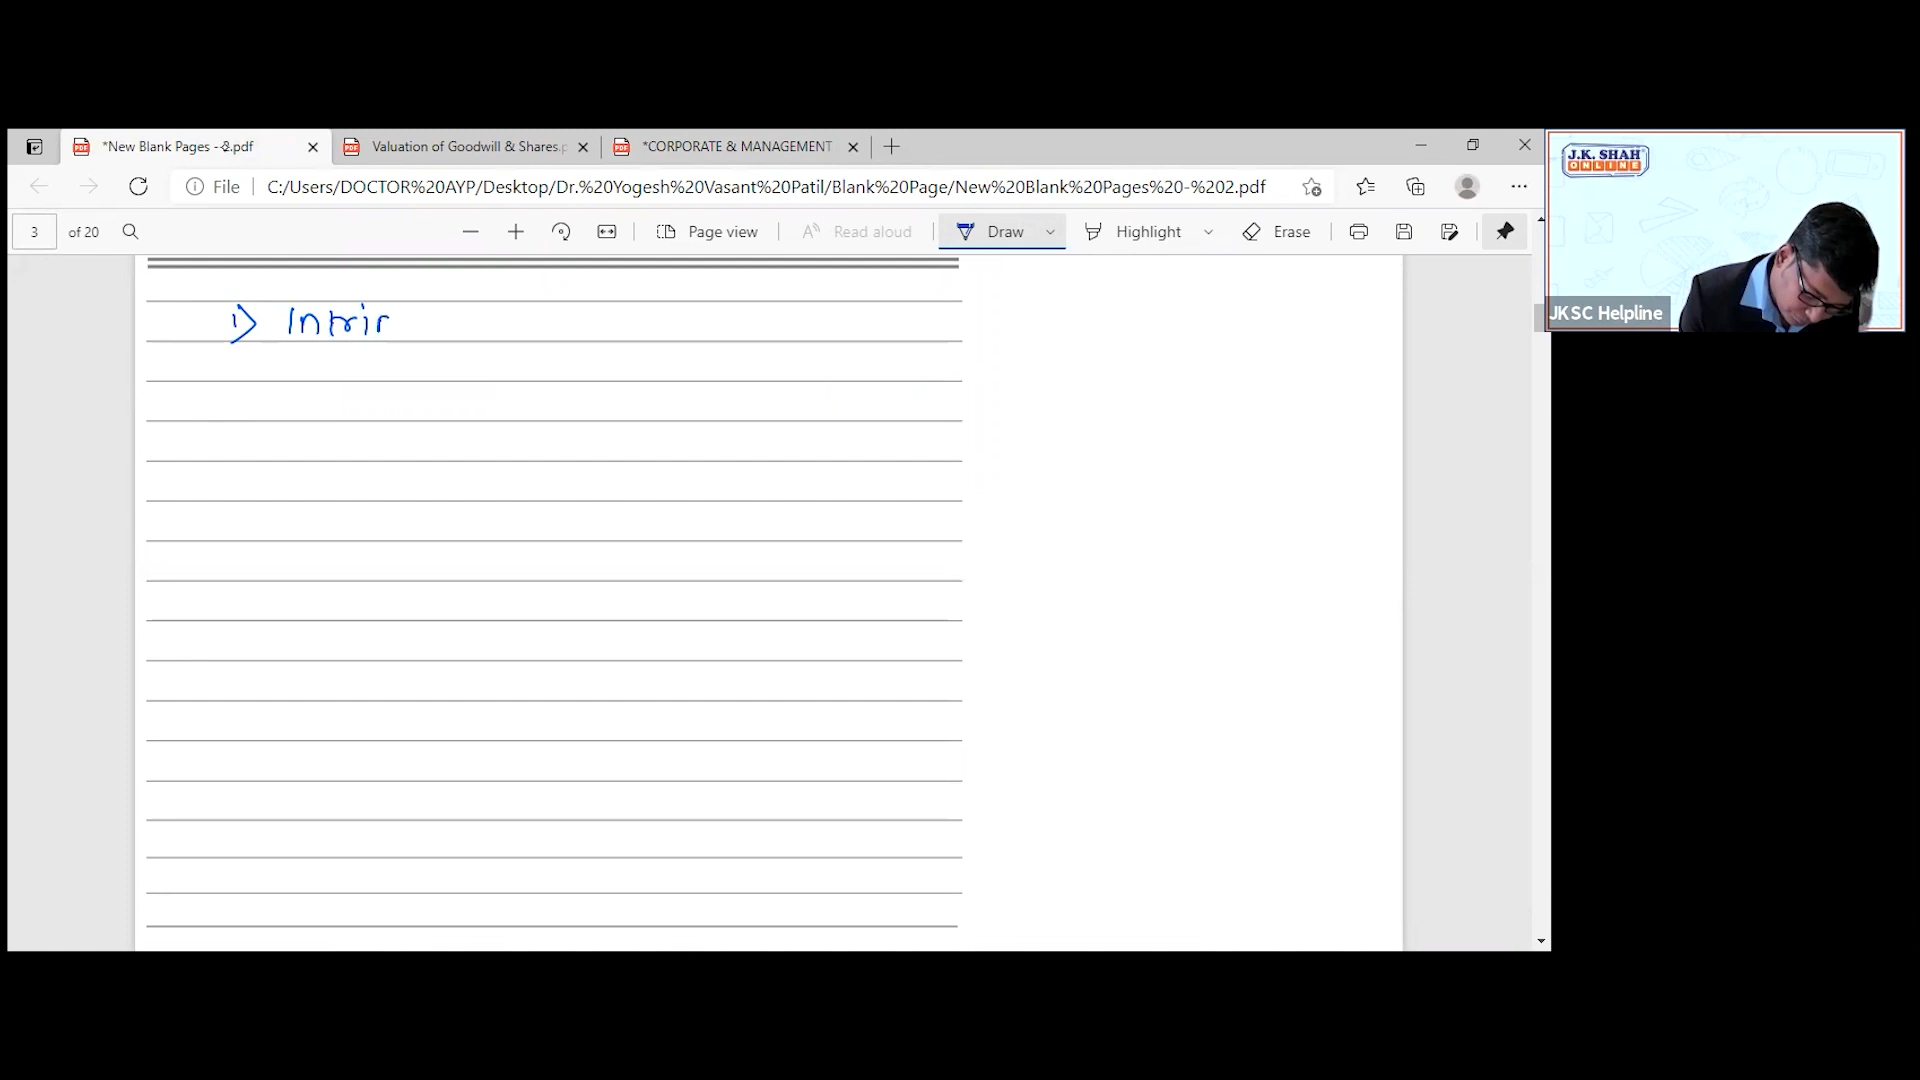 *New Blank Pages - 2.pdf
Valuation of Goodwill & Shares.p
*CORPORATE & MANAGEMENT
File
C:/Users/DOCTOR%20AYP/Desktop/Dr.%20Yogesh%20Vasant%20Patil/Blank%20Page/New%20Blank%20Pages%20-%202.pdf
3 of 20
Page view
Read aloud
Draw
Highlight
Erase
J.K. SHAH
ONLINE
JKSC Helpline
1) Intrin